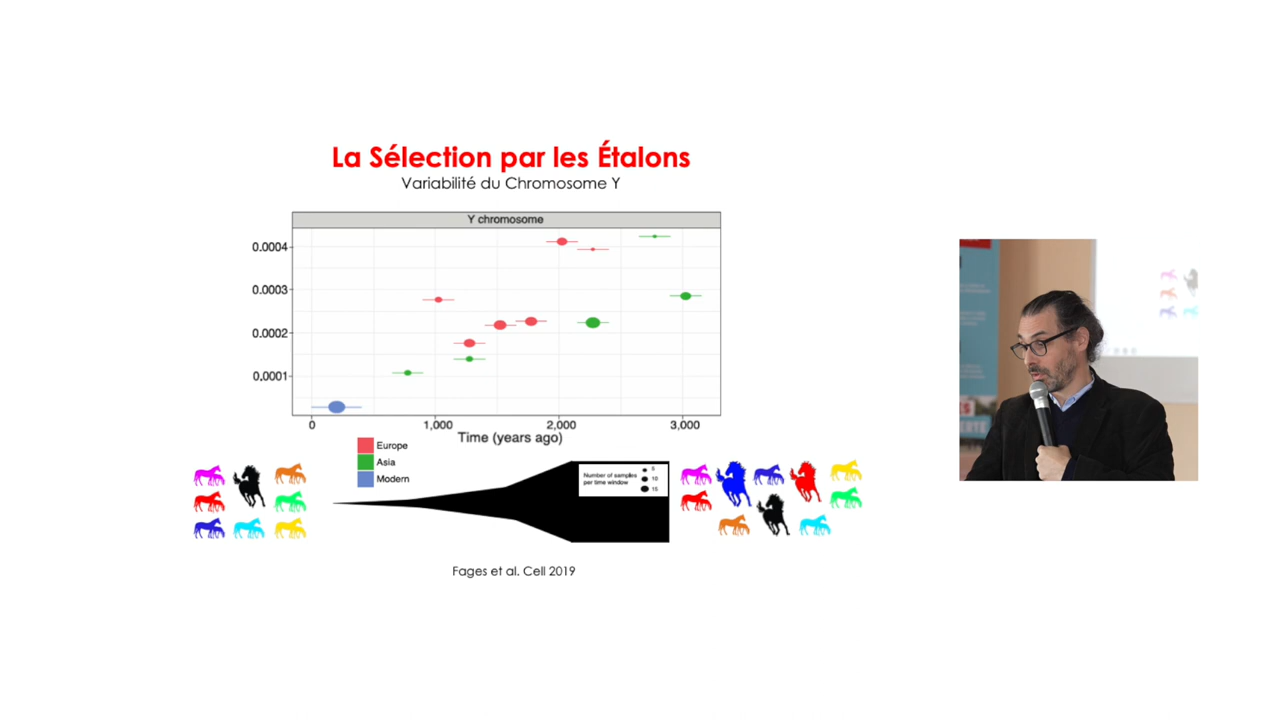 La Sélection par les Étalons
Variabilité du Chromosome Y
Y chromosome
0.0004
0.0003
0.0002
0.0001
0
1,000
2,000
3,000
Time (years ago)
Europe
Asia
Modern
Number of samples
per time window
5
10
15
Fages et al. Cell 2019